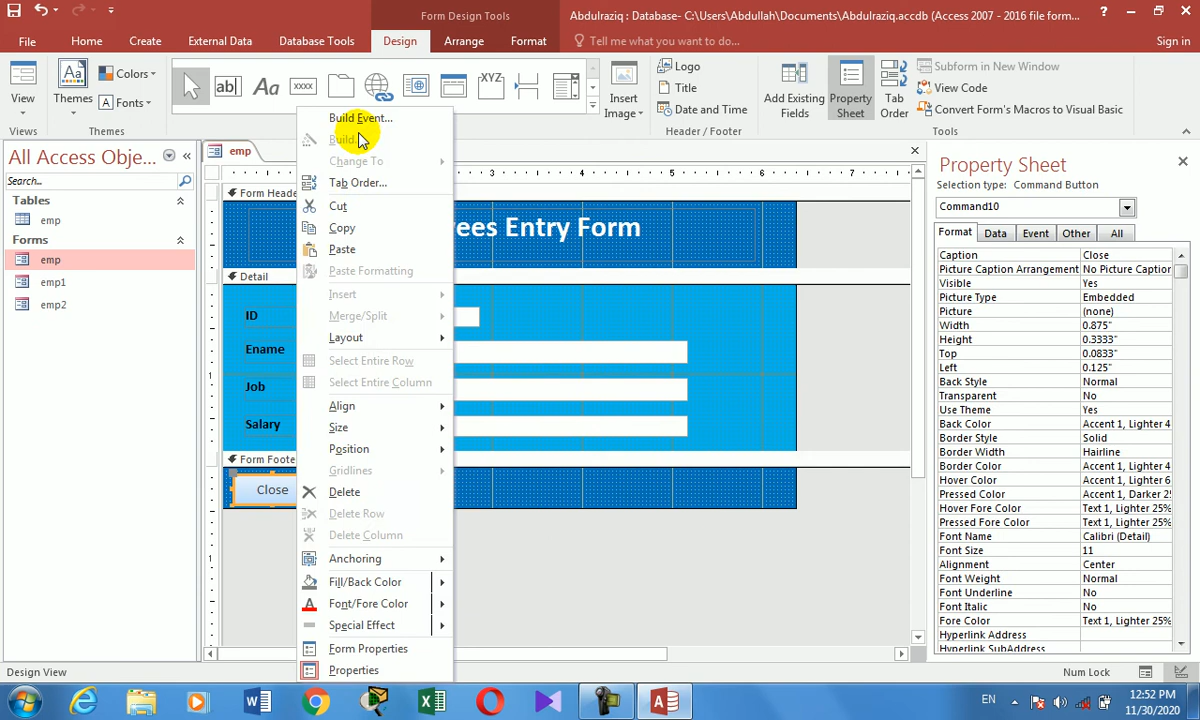 Form Design Tools
Abdulraziq : Database- C:\Users\Abdullah\Documents\Abdulraziq.accdb (Access 2007 - 2016 file form...
?
File
Home
Create
External Data
Database Tools
Design
Arrange
Format
Tell me what you want to do...
Sign in
View
Themes
Colors
Fonts
ab|
Aa
xxxx
XYZ
Insert
Image
Logo
Title
Date and Time
Add Existing
Fields
Property
Sheet
Tab
Order
Subform in New Window
View Code
Convert Form's Macros to Visual Basic
Views
Themes
Header / Footer
Tools
All Access Obje...
Search...
Tables
emp
Forms
emp
emp1
emp2
emp
3
4
5
6
7
Form Heade
ees Entry Form
Detail
ID
Ename
Job
Salary
Form Foote
Close
Build Event...
Build...
Change To
Tab Order...
Cut
Copy
Paste
Paste Formatting
Insert
Merge/Split
Layout
Select Entire Row
Select Entire Column
Align
Size
Position
Gridlines
Delete
Delete Row
Delete Column
Anchoring
Fill/Back Color
Font/Fore Color
Special Effect
Form Properties
Properties
Property Sheet
Selection type: Command Button
Command10
Format
Data
Event
Other
All
Caption Close
Picture Caption Arrangement No Picture Caption
Visible Yes
Picture Type Embedded
Picture (none)
Width 0.875"
Height 0.3333"
Top 0.0833"
Left 0.125"
Back Style Normal
Transparent No
Use Theme Yes
Back Color Accent 1, Lighter 4
Border Style Solid
Border Width Hairline
Border Color Accent 1, Lighter 4
Hover Color Accent 1, Lighter 6
Pressed Color Accent 1, Darker 2
Hover Fore Color Text 1, Lighter 25%
Pressed Fore Color Text 1, Lighter 25%
Font Name Calibri (Detail)
Font Size 11
Alignment Center
Font Weight Normal
Font Underline No
Font Italic No
Fore Color Text 1, Lighter 25%
Hyperlink Address
Hyperlink SubAddress
Design View
Num Lock
EN
12:52 PM
11/30/2020